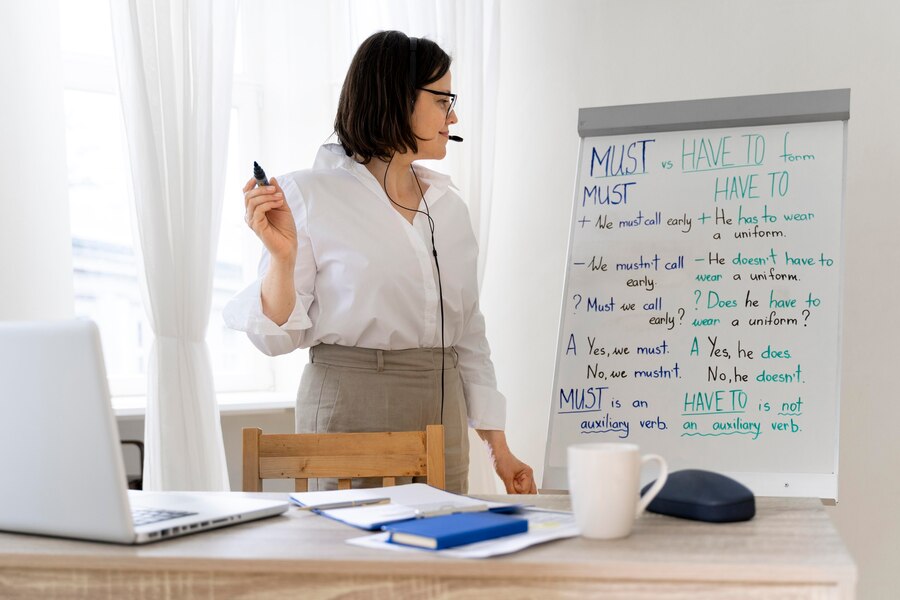 MUST vs HAVE TO form
MUST
+ We must call early
- We mustn't call
early.
? Must we call
early?
A Yes, we must.
No, we mustn't.
MUST is an
auxiliary verb.
HAVE TO
+ He has to wear
a uniform.
- He doesn't have to
wear a uniform.
? Does he have to
wear a uniform?
A Yes, he does.
No, he doesn't.
HAVE TO is not
an auxiliary verb.